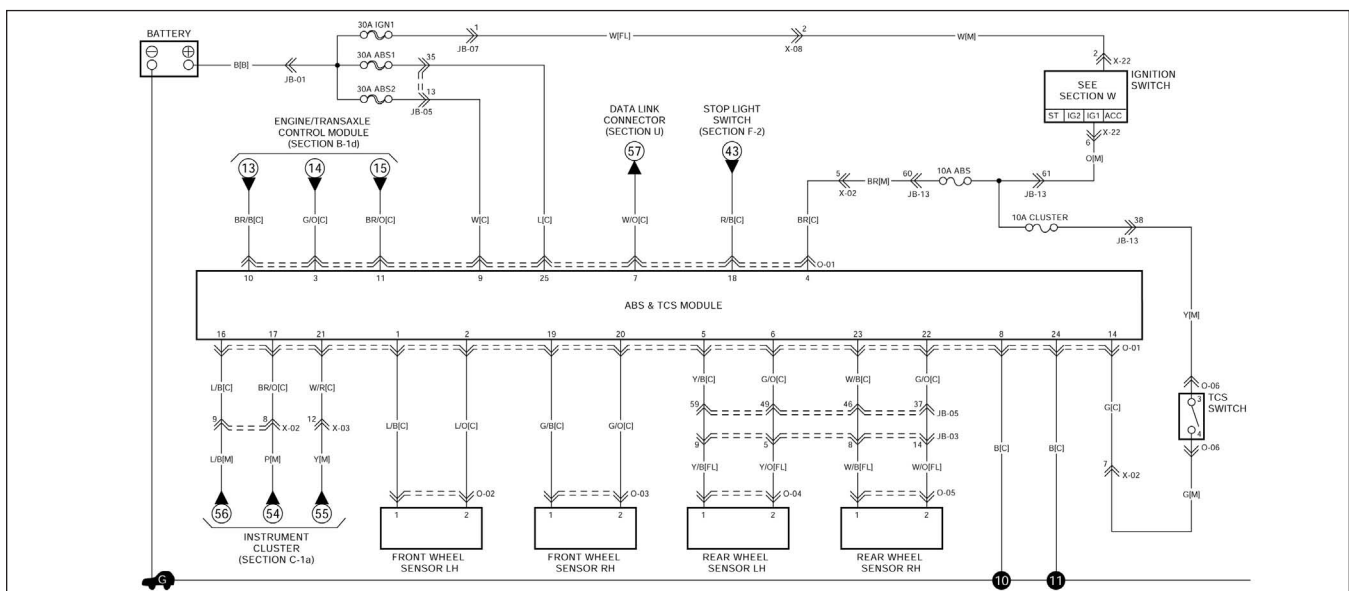 BATTERY
30A IGN1
1
JB-07
W[FL]
2
X-08
W[M]
B[B]
JB-01
30A ABS1
35
30A ABS2
13
JB-05
2
X-22
IGNITION
SWITCH
SEE
SECTION W
ST IG2 IG1 ACC
X-22
6
O[M]
ENGINE/TRANSAXLE
CONTROL MODULE
(SECTION B-1d)
13
14
15
DATA LINK
CONNECTOR
(SECTION U)
57
STOP LIGHT
SWITCH
(SECTION F-2)
43
5
X-02
BR[M]
60
JB-13
10A ABS
61
JB-13
10A CLUSTER
38
JB-13
BR/B[C]
G/O[C]
BR/O[C]
W[C]
L[C]
W/O[C]
R/B[C]
BR[C]
O-01
10 3 11 9 25 7 18 4
ABS & TCS MODULE
16 17 21 1 2 19 20 5 6 23 22 8 24 14
O-01
Y[M]
L/B[C]
BR/O[C]
W/R[C]
Y/B[C]
G/O[C]
W/B[C]
G/O[C]
O-06
3
TCS
SWITCH
4
O-06
59 49 46 37
JB-05
9 8
X-02
12
X-03
L/B[C]
L/O[C]
G/B[C]
G/O[C]
G[C]
9 5 8 14
JB-03
B[C]
B[C]
L/B[M]
P[M]
Y[M]
Y/B[FL]
Y/O[FL]
W/B[FL]
W/O[FL]
7
X-02
G[M]
O-02
O-03
O-04
O-05
56
54
55
1 2
1 2
1 2
1 2
INSTRUMENT
CLUSTER
(SECTION C-1a)
FRONT WHEEL
SENSOR LH
FRONT WHEEL
SENSOR RH
REAR WHEEL
SENSOR LH
REAR WHEEL
SENSOR RH
G
10
11